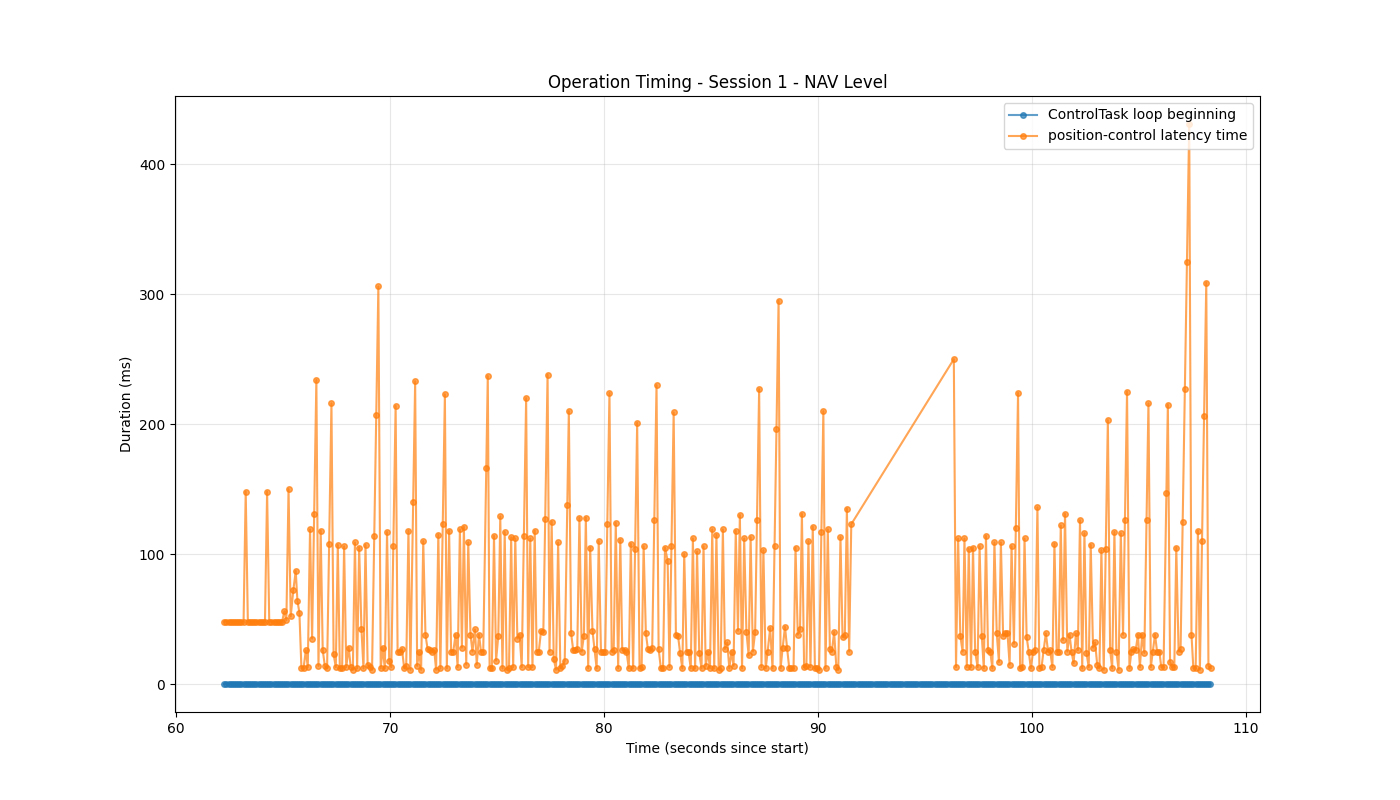 Operation Timing - Session 1 - NAV Level
ControlTask loop beginning
position-control latency time
Duration (ms)
400
300
200
100
0
60
70
80
90
100
110
Time (seconds since start)